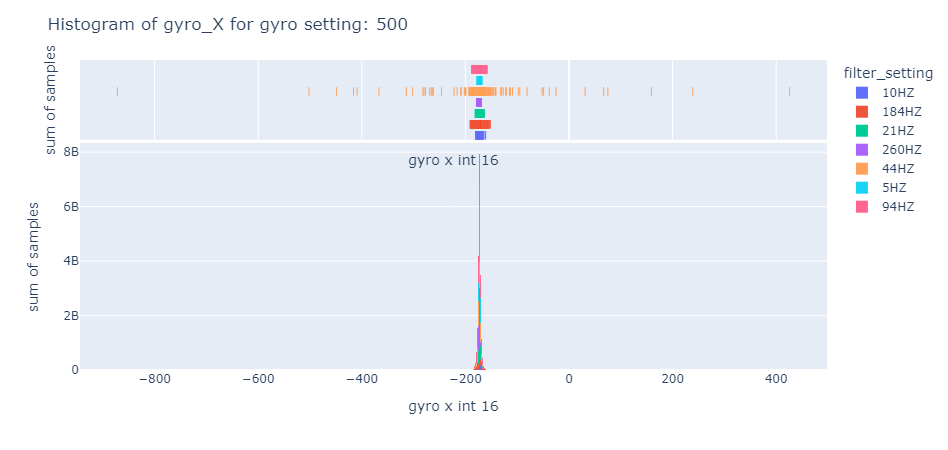 Histogram of gyro_X for gyro setting: 500
sum of samples
filter_setting
10HZ
184HZ
21HZ
260HZ
44HZ
5HZ
94HZ
gyro x int 16
8B
6B
4B
2B
0
sum of samples
−800 −600 −400 −200 0 200 400
gyro x int 16